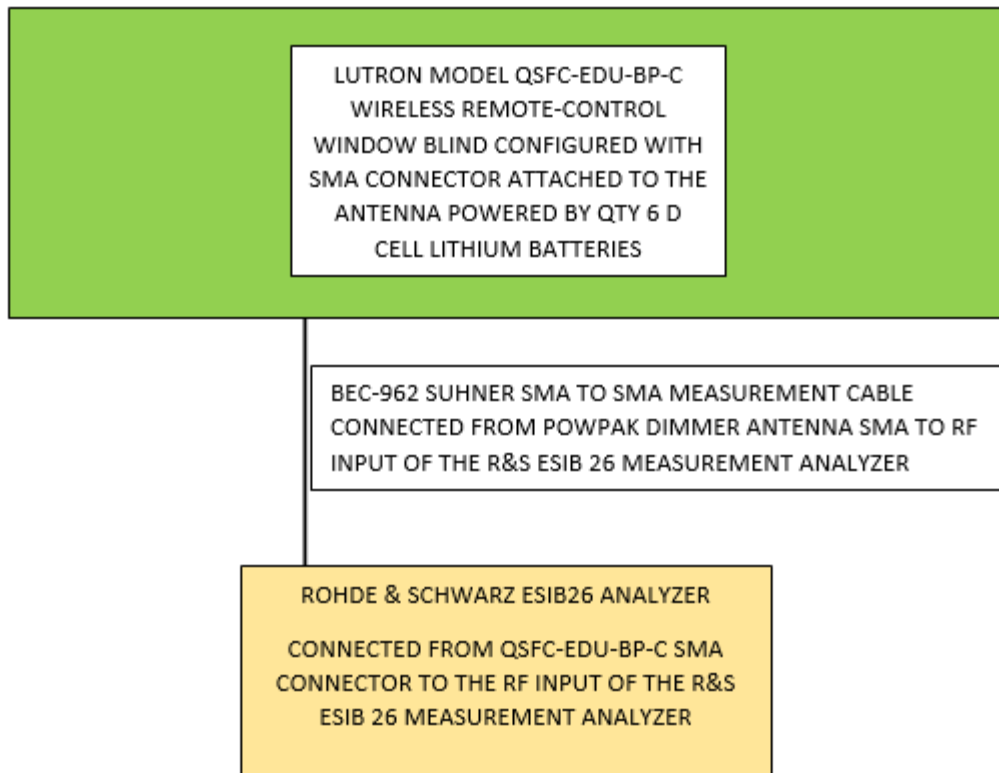 LUTRON MODEL QSFC-EDU-BP-C
WIRELESS REMOTE-CONTROL
WINDOW BLIND CONFIGURED WITH
SMA CONNECTOR ATTACHED TO THE
ANTENNA POWERED BY QTY 6 D
CELL LITHIUM BATTERIES
BEC-962 SUHNER SMA TO SMA MEASUREMENT CABLE
CONNECTED FROM POWPAK DIMMER ANTENNA SMA TO RF
INPUT OF THE R&S ESIB 26 MEASUREMENT ANALYZER
ROHDE & SCHWARZ ESIB26 ANALYZER
CONNECTED FROM QSFC-EDU-BP-C SMA
CONNECTOR TO THE RF INPUT OF THE R&S
ESIB 26 MEASUREMENT ANALYZER